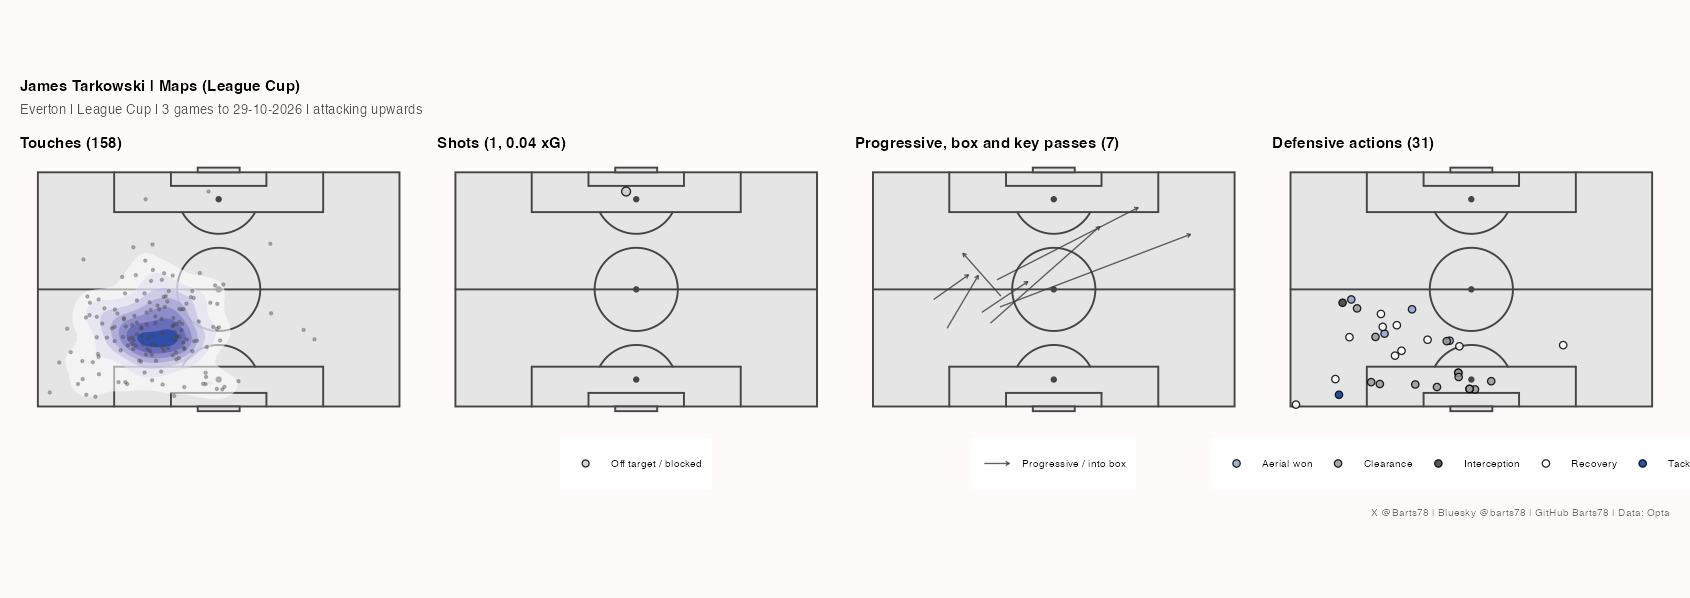 James Tarkowski | Maps (League Cup)
Everton | League Cup | 3 games to 29-10-2026 | attacking upwards
Touches (158)
Shots (1, 0.04 xG)
Progressive, box and key passes (7)
Defensive actions (31)
Off target / blocked
Progressive / into box
Aerial won
Clearance
Interception
Recovery
Tack
X @Barts78 | Bluesky @barts78 | GitHub Barts78 | Data: Opta